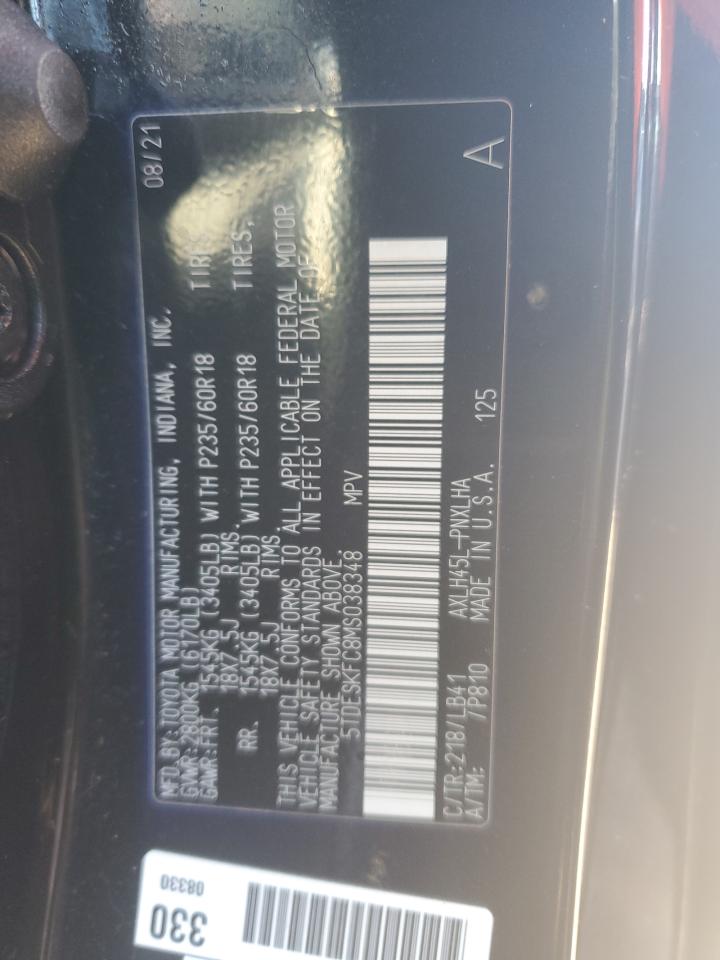 08/21
MFD.BY:TOYOTA MOTOR MANUFACTURING, INDIANA, INC.
GVWR:2800KG (6170LB)
GAWR:FRT. 1545KG (3405LB) WITH P235/60R18 TIRES,
18X7.5J RIMS.
RR. 1545KG (3405LB) WITH P235/60R18 TIRES,
18X7.5J RIMS.
THIS VEHICLE CONFORMS TO ALL APPLICABLE FEDERAL MOTOR
VEHICLE SAFETY STANDARDS IN EFFECT ON THE DATE OF
MANUFACTURE SHOWN ABOVE.
5TDESKFC8MS038348 MPV
C/TR:218/LB41 AXLH45L-PNXLHA
A/TM: /P810 MADE IN U.S.A. 125
A
08330
330